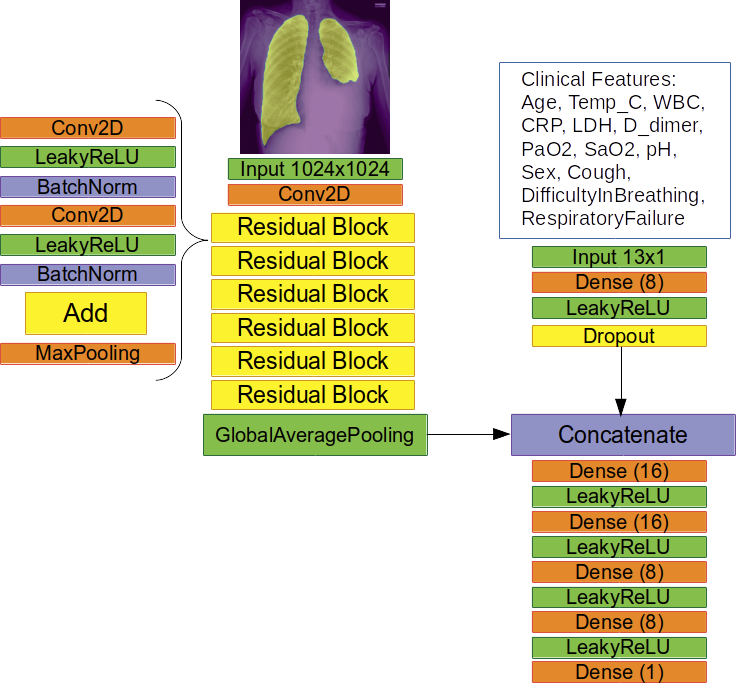 Conv2D
LeakyReLU
BatchNorm
Conv2D
LeakyReLU
BatchNorm
Add
MaxPooling
Input 1024x1024
Conv2D
Residual Block
Residual Block
Residual Block
Residual Block
Residual Block
Residual Block
GlobalAveragePooling
Clinical Features:
Age, Temp_C, WBC,
CRP, LDH, D_dimer,
PaO2, SaO2, pH,
Sex, Cough,
DifficultyInBreathing,
RespiratoryFailure
Input 13x1
Dense (8)
LeakyReLU
Dropout
Concatenate
Dense (16)
LeakyReLU
Dense (16)
LeakyReLU
Dense (8)
LeakyReLU
Dense (8)
LeakyReLU
Dense (1)